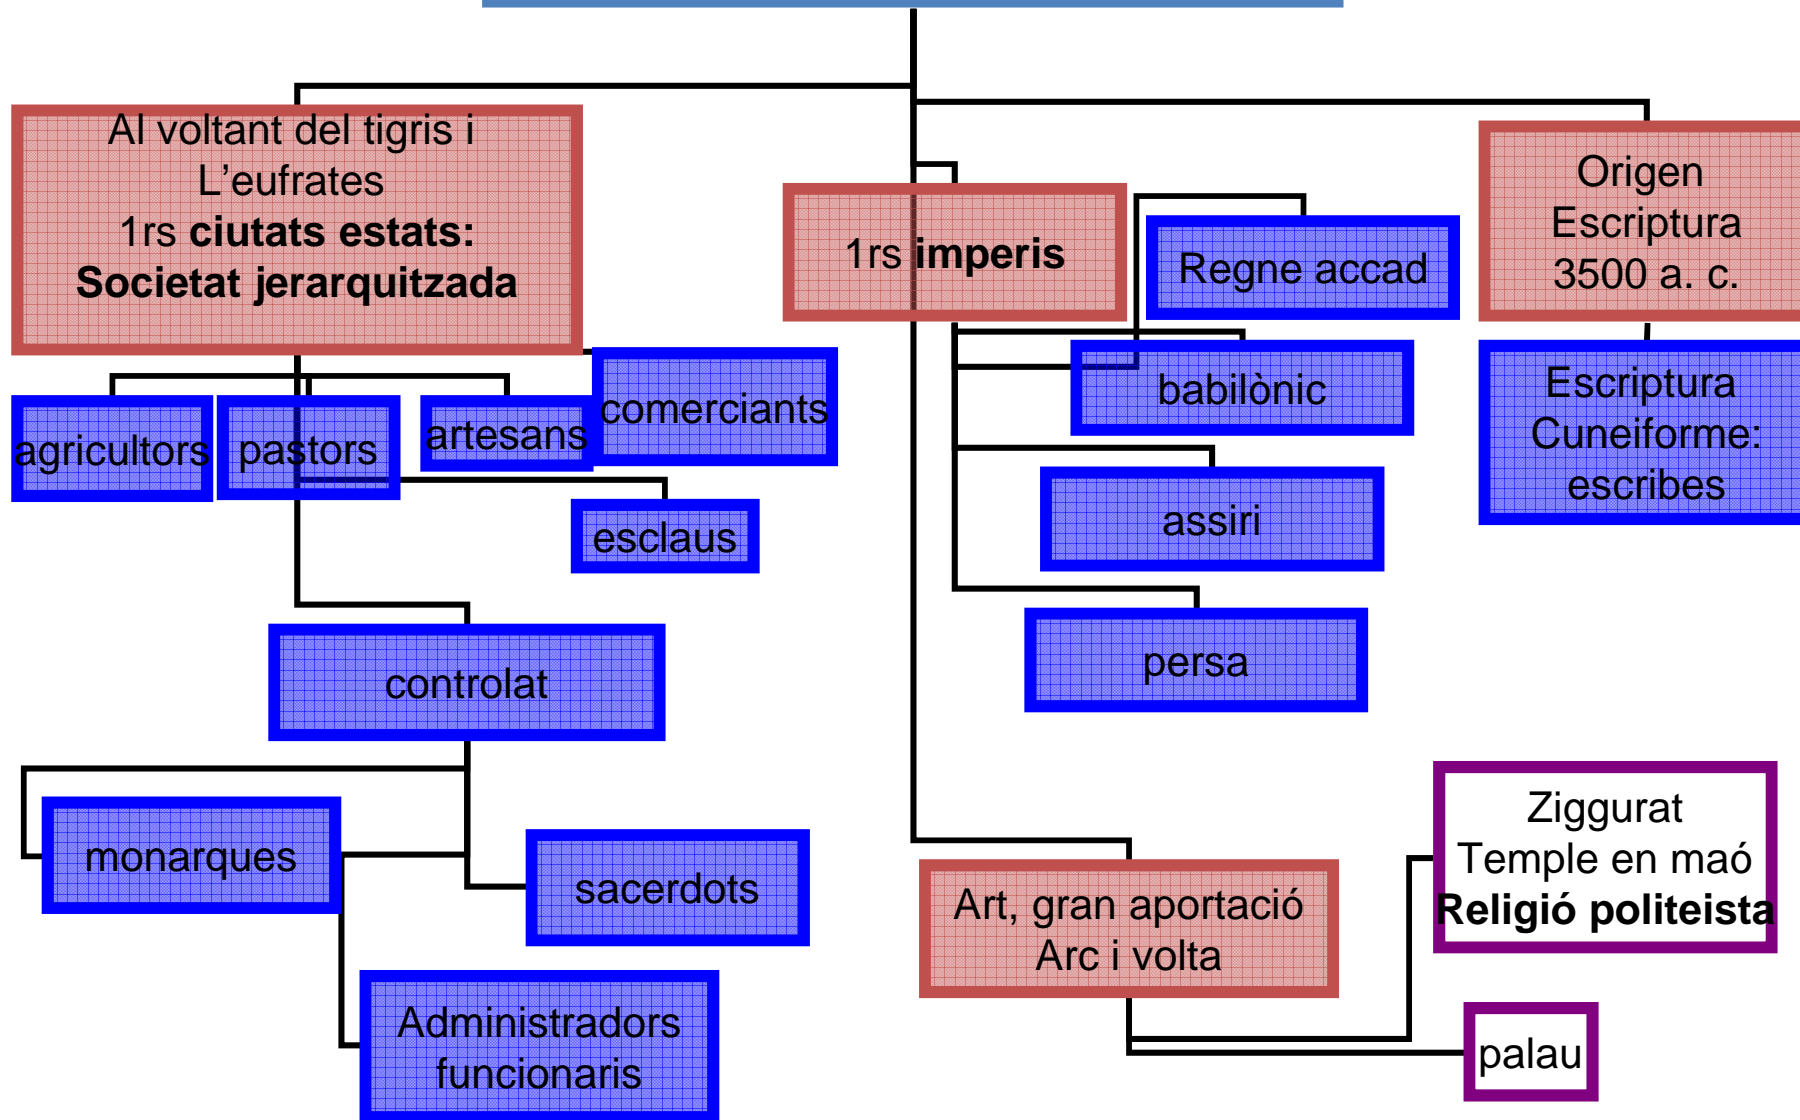 Al voltant del tigris i
L’eufrates
1rs ciutats estats:
Societat jerarquitzada
agricultors
pastors
artesans
comerciants
esclaus
controlat
monarques
sacerdots
Administradors
funcionaris
1rs imperis
Regne accad
babilònic
assiri
persa
Art, gran aportació
Arc i volta
Ziggurat
Temple en maó
Religió politeista
palau
Origen
Escriptura
3500 a. c.
Escriptura
Cuneiforme:
escribes